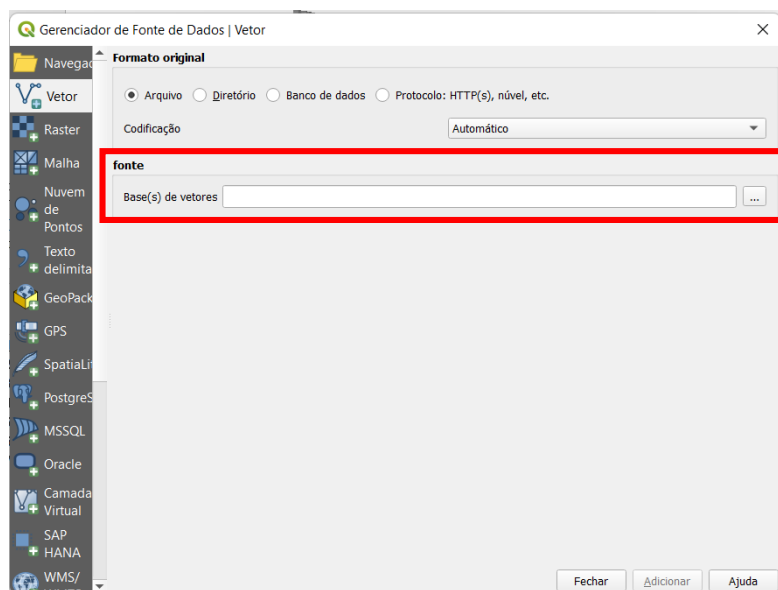 Gerenciador de Fonte de Dados | Vetor
Navegad
Vetor
Raster
Malha
Nuvem
de
Pontos
Texto
delimita
GeoPack
GPS
SpatiaLi
PostgreS
MSSQL
Oracle
Camada
Virtual
SAP
HANA
WMS/
Formato original
Arquivo Diretório Banco de dados Protocolo: HTTP(s), núvel, etc.
Codificação Automático
fonte
Base(s) de vetores ...
Fechar Adicionar Ajuda